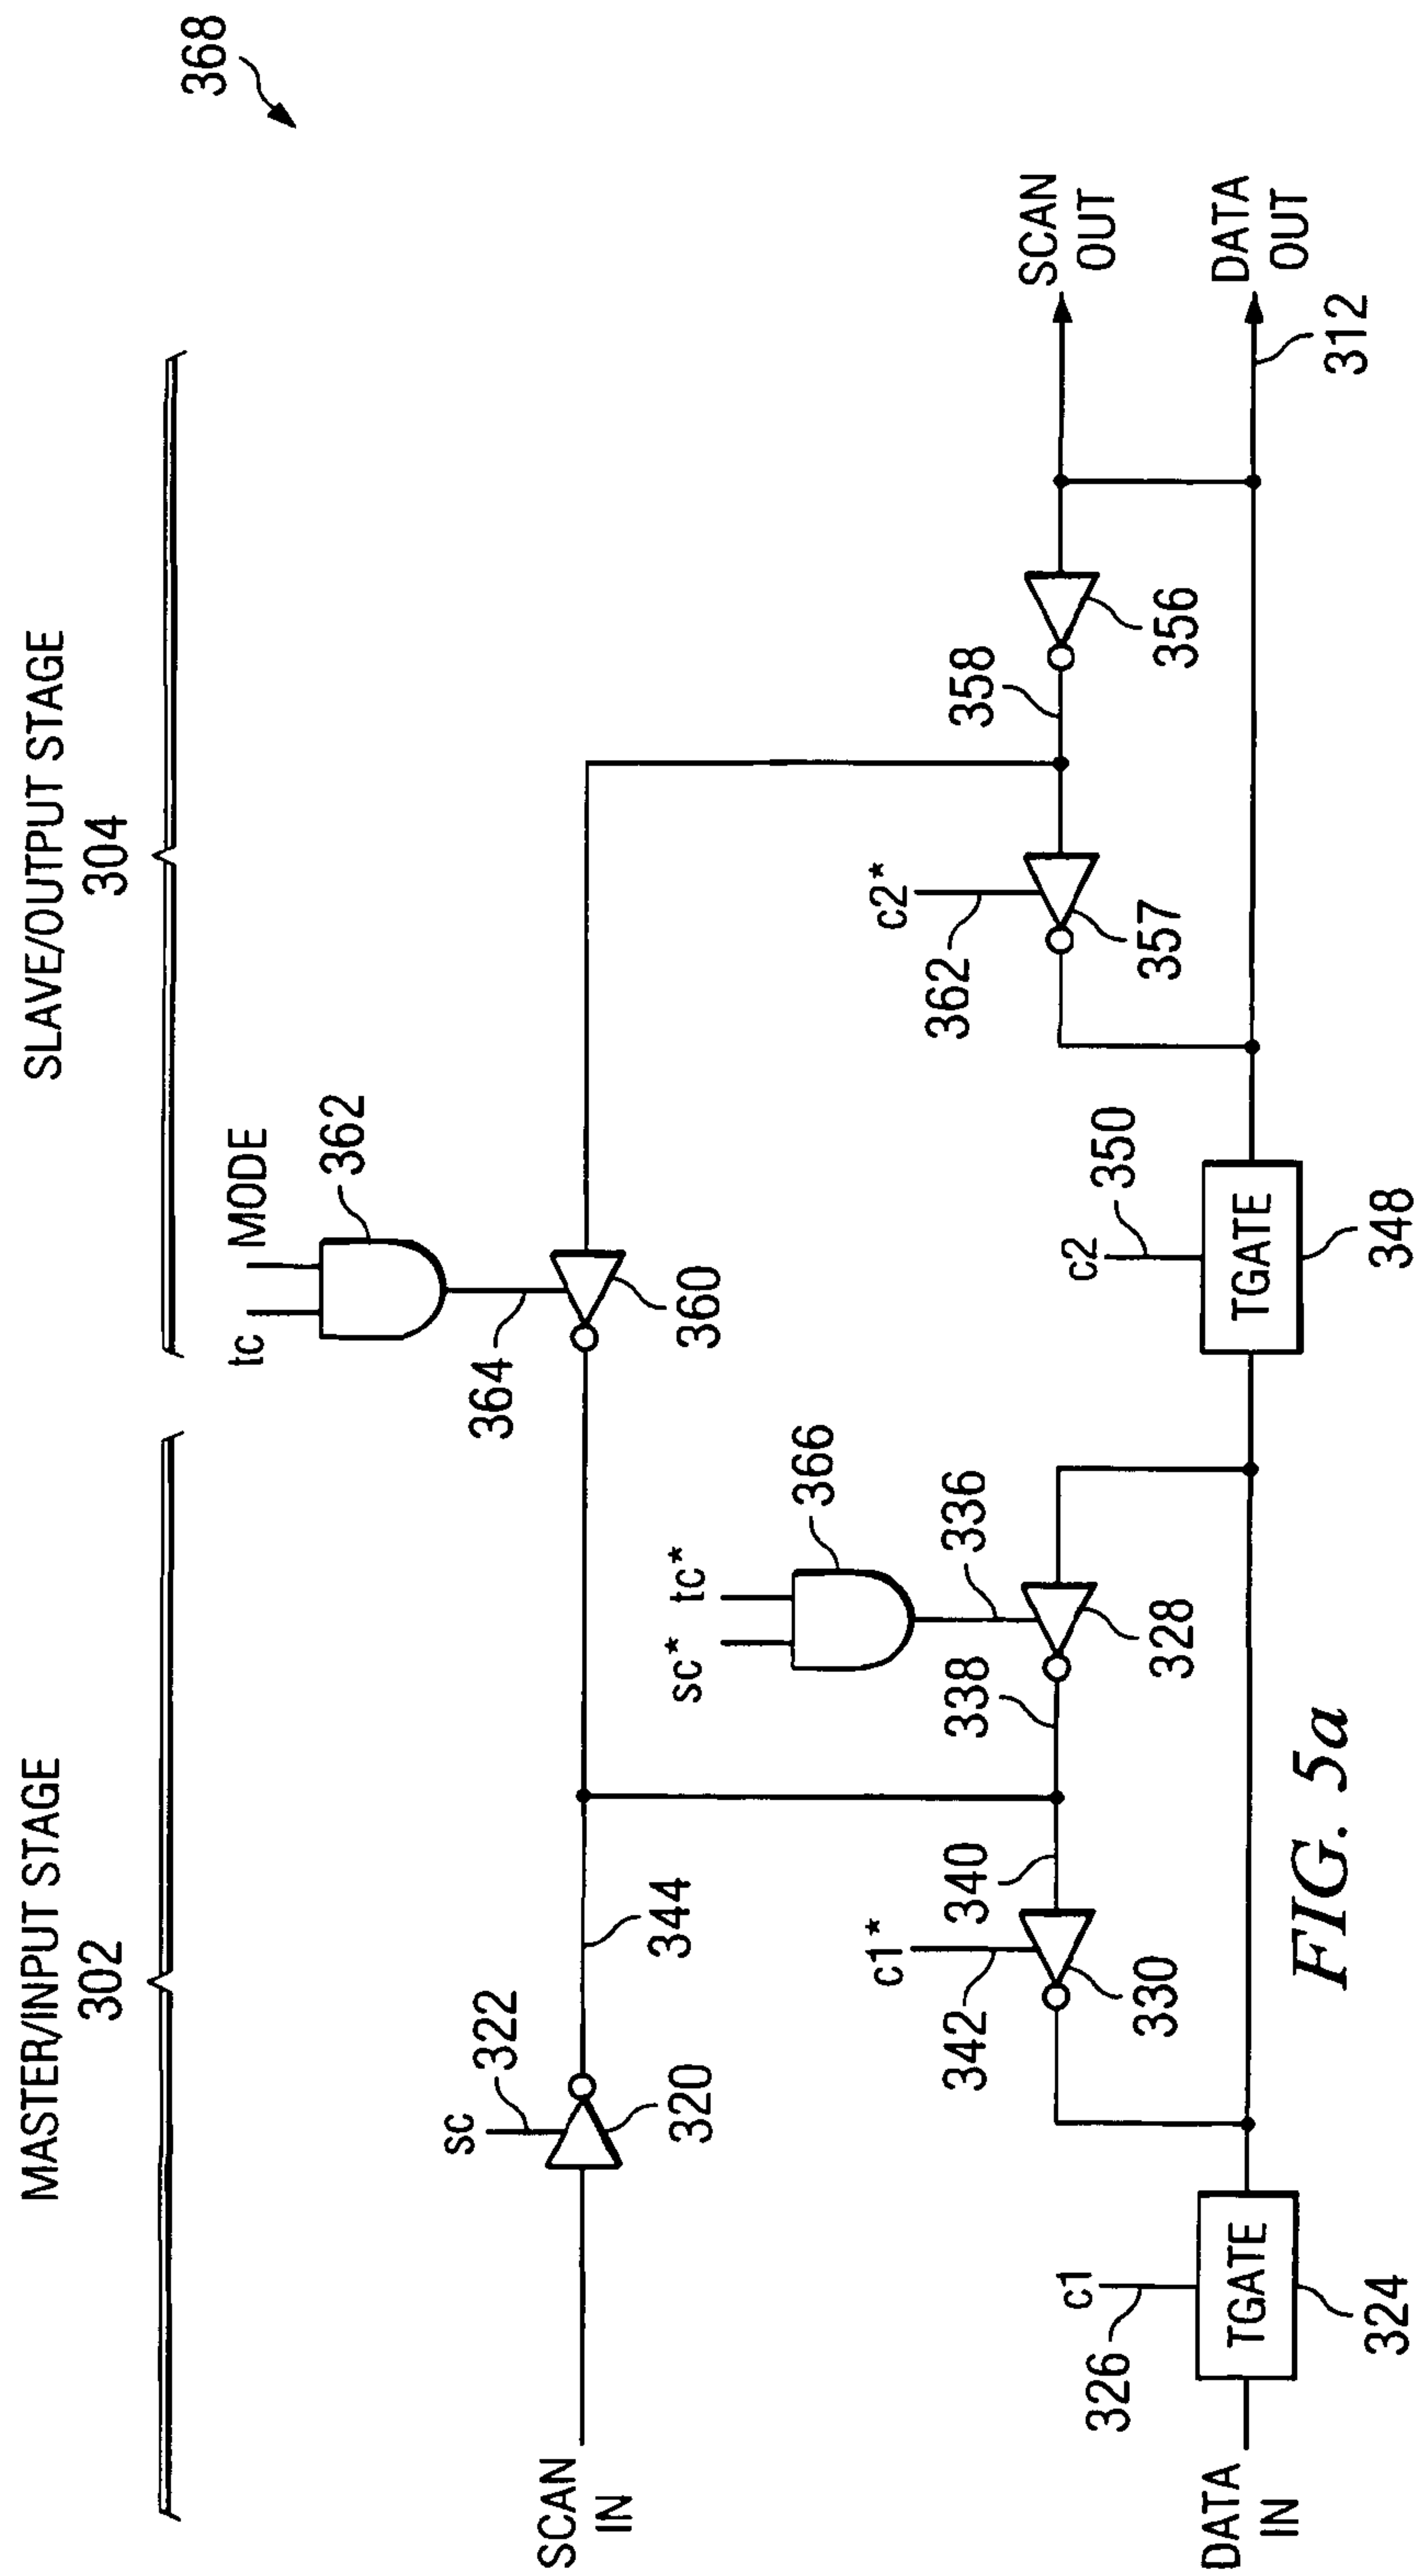 368
MASTER/INPUT STAGE
302
SLAVE/OUTPUT STAGE
304
tc
MODE
362
364
360
SCAN
IN
sc
322
320
344
sc*
tc*
366
336
c1*
342
330
340
338
328
c2*
362
357
358
356
SCAN
OUT
DATA
IN
c1
326
TGATE
324
c2
350
TGATE
348
DATA
OUT
312
FIG. 5a